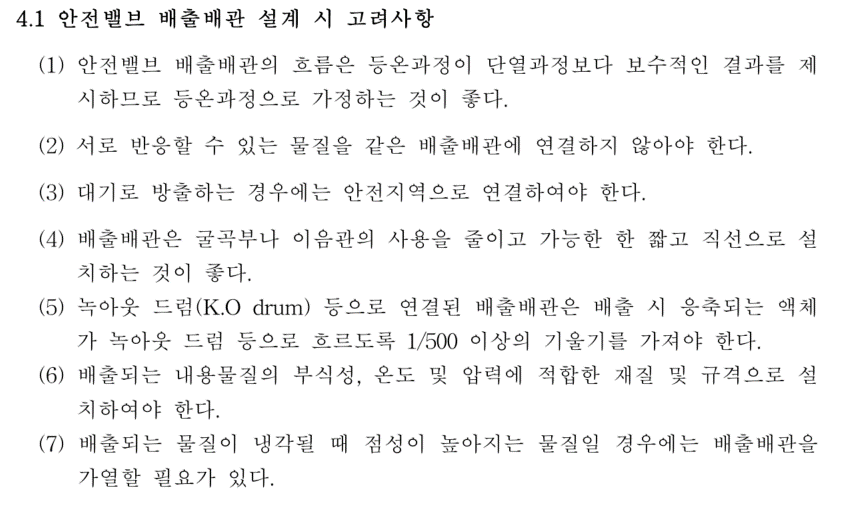 4.1 안전밸브 배출배관 설계 시 고려사항
(1) 안전밸브 배출배관의 흐름은 등온과정이 단열과정보다 보수적인 결과를 제
시하므로 등온과정으로 가정하는 것이 좋다.
(2) 서로 반응할 수 있는 물질을 같은 배출배관에 연결하지 않아야 한다.
(3) 대기로 방출하는 경우에는 안전지역으로 연결하여야 한다.
(4) 배출배관은 굴곡부나 이음관의 사용을 줄이고 가능한 한 짧고 직선으로 설
치하는 것이 좋다.
(5) 녹아웃 드럼(K.O drum) 등으로 연결된 배출배관은 배출 시 응축되는 액체
가 녹아웃 드럼 등으로 흐르도록 1/500 이상의 기울기를 가져야 한다.
(6) 배출되는 내용물질의 부식성, 온도 및 압력에 적합한 재질 및 규격으로 설
치하여야 한다.
(7) 배출되는 물질이 냉각될 때 점성이 높아지는 물질일 경우에는 배출배관을
가열할 필요가 있다.